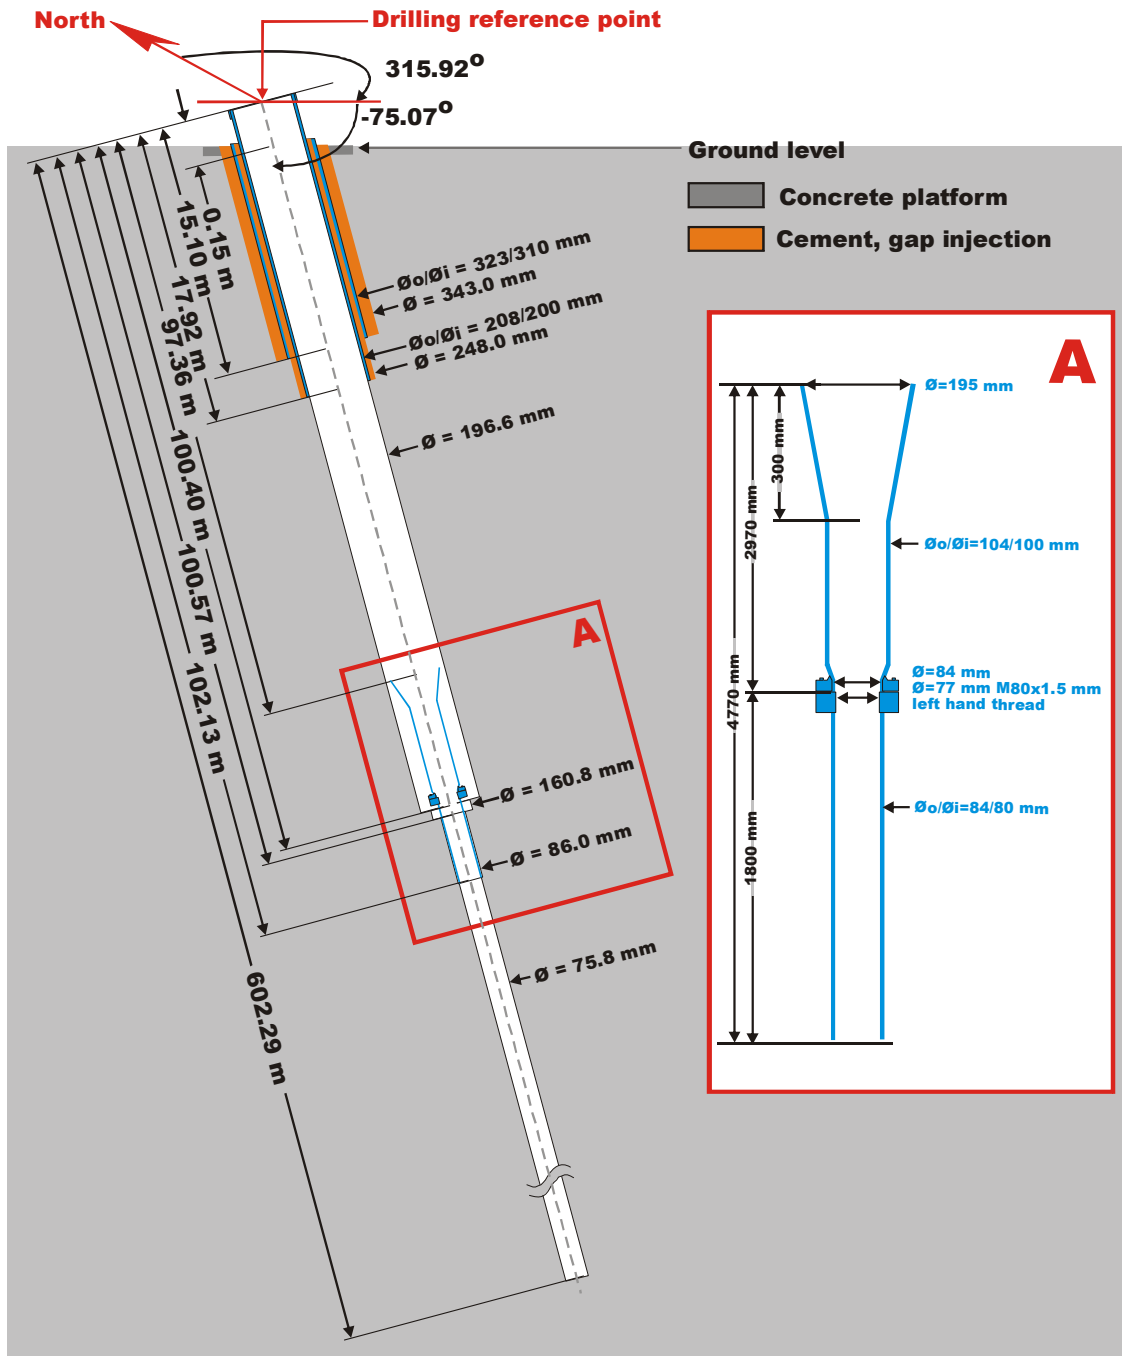 North
Drilling reference point
315.92°
-75.07°
Ground level
Concrete platform
Cement, gap injection
0.15 m
15.10 m
17.92 m
97.36 m
100.40 m
100.57 m
102.13 m
602.29 m
Øo/Øi = 323/310 mm
Ø = 343.0 mm
Øo/Øi = 208/200 mm
Ø = 248.0 mm
Ø = 196.6 mm
A
Ø = 160.8 mm
Ø = 86.0 mm
Ø = 75.8 mm
A
Ø=195 mm
300 mm
2970 mm
Øo/Øi=104/100 mm
4770 mm
Ø=84 mm
Ø=77 mm M80x1.5 mm
left hand thread
1800 mm
Øo/Øi=84/80 mm